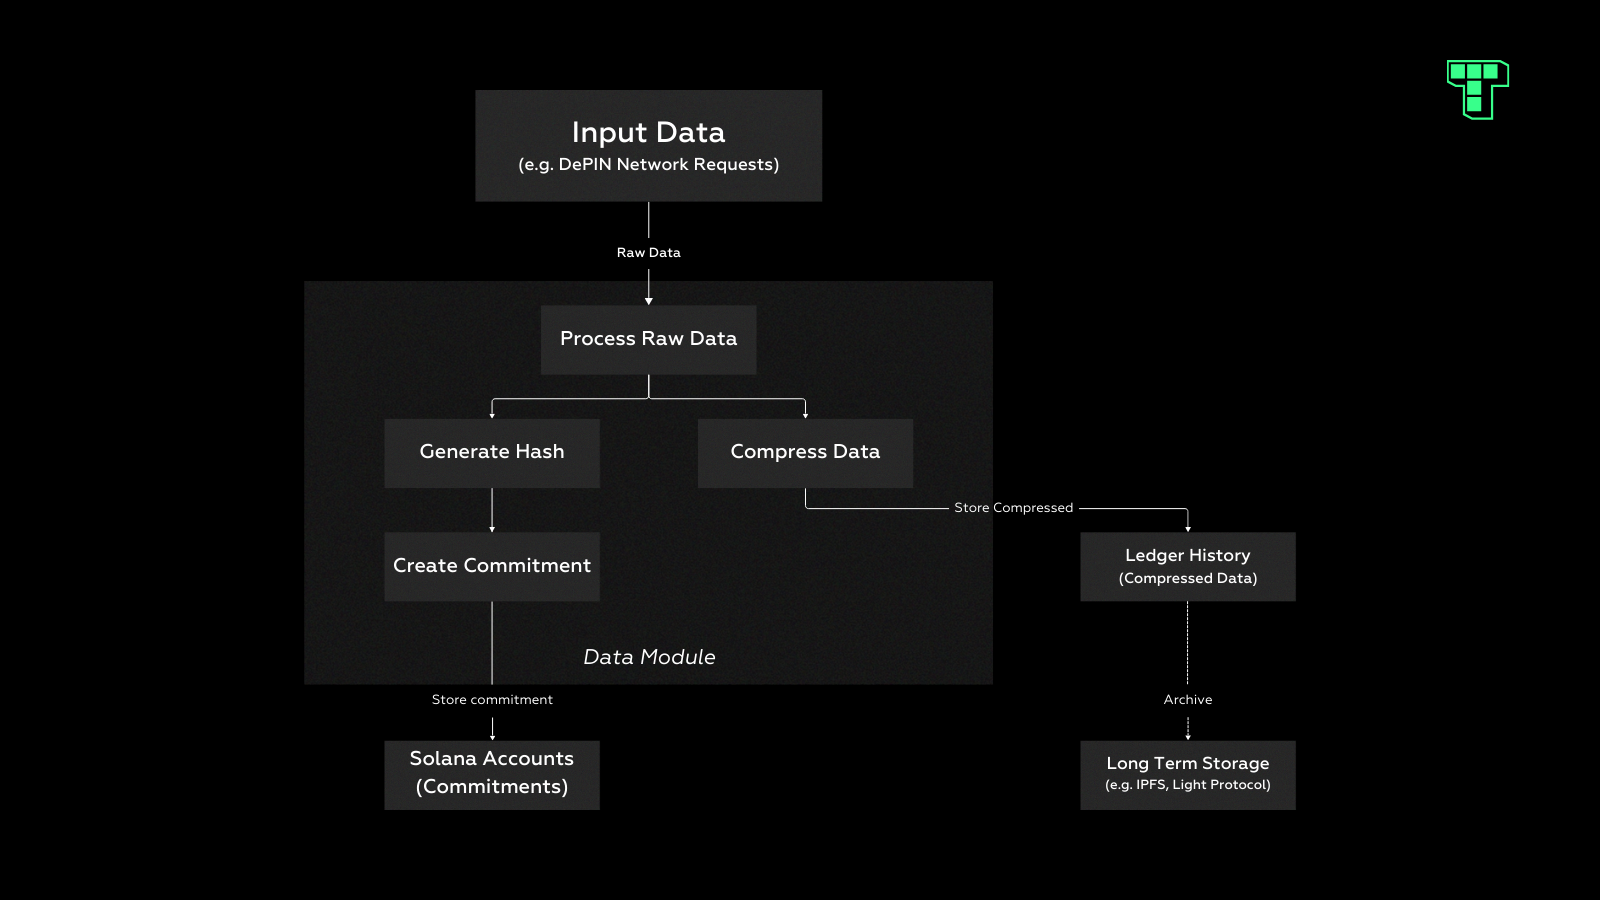 Input Data
(e.g. DePIN Network Requests)
Raw Data
Process Raw Data
Generate Hash
Compress Data
Store Compressed
Create Commitment
Ledger History
(Compressed Data)
Data Module
Store commitment
Archive
Solana Accounts
(Commitments)
Long Term Storage
(e.g. IPFS, Light Protocol)